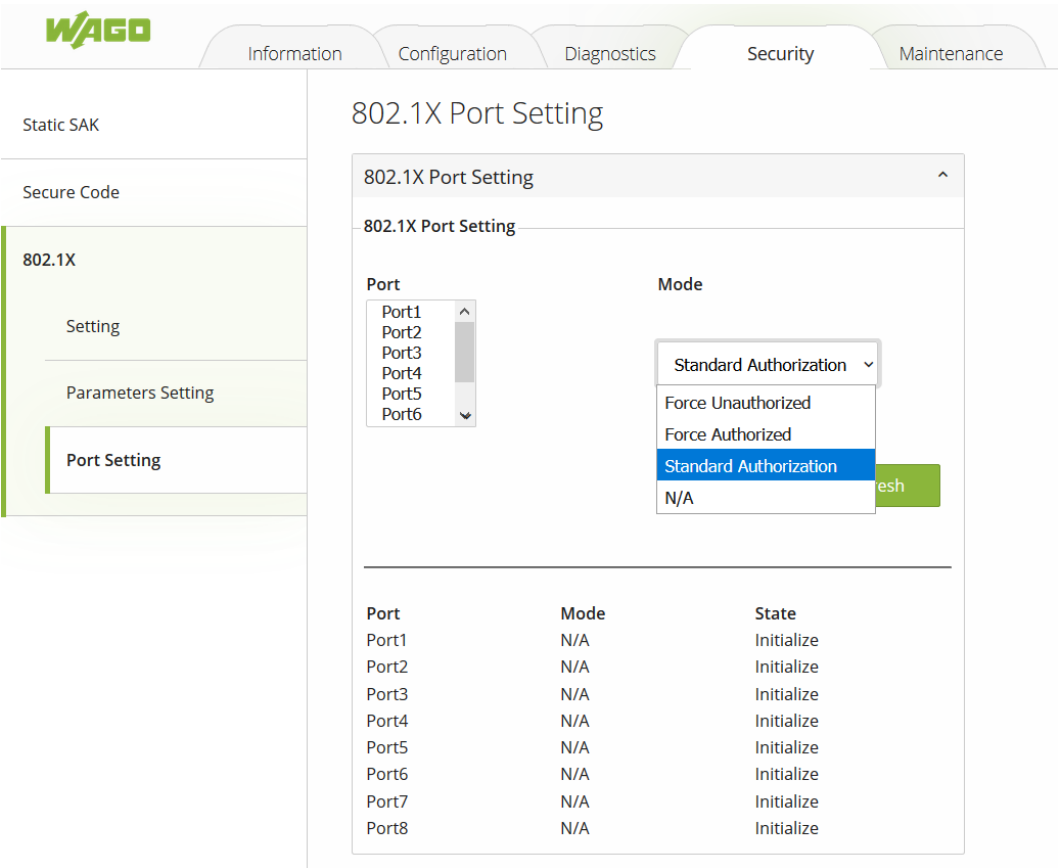 WAGO
Information Configuration Diagnostics Security Maintenance
Static SAK
Secure Code
802.1X
Setting
Parameters Setting
Port Setting
802.1X Port Setting
802.1X Port Setting
802.1X Port Setting
Port Mode
Port1
Port2
Port3
Port4
Port5
Port6
Standard Authorization
Force Unauthorized
Force Authorized
Standard Authorization
N/A
esh
Port Mode State
Port1 N/A Initialize
Port2 N/A Initialize
Port3 N/A Initialize
Port4 N/A Initialize
Port5 N/A Initialize
Port6 N/A Initialize
Port7 N/A Initialize
Port8 N/A Initialize